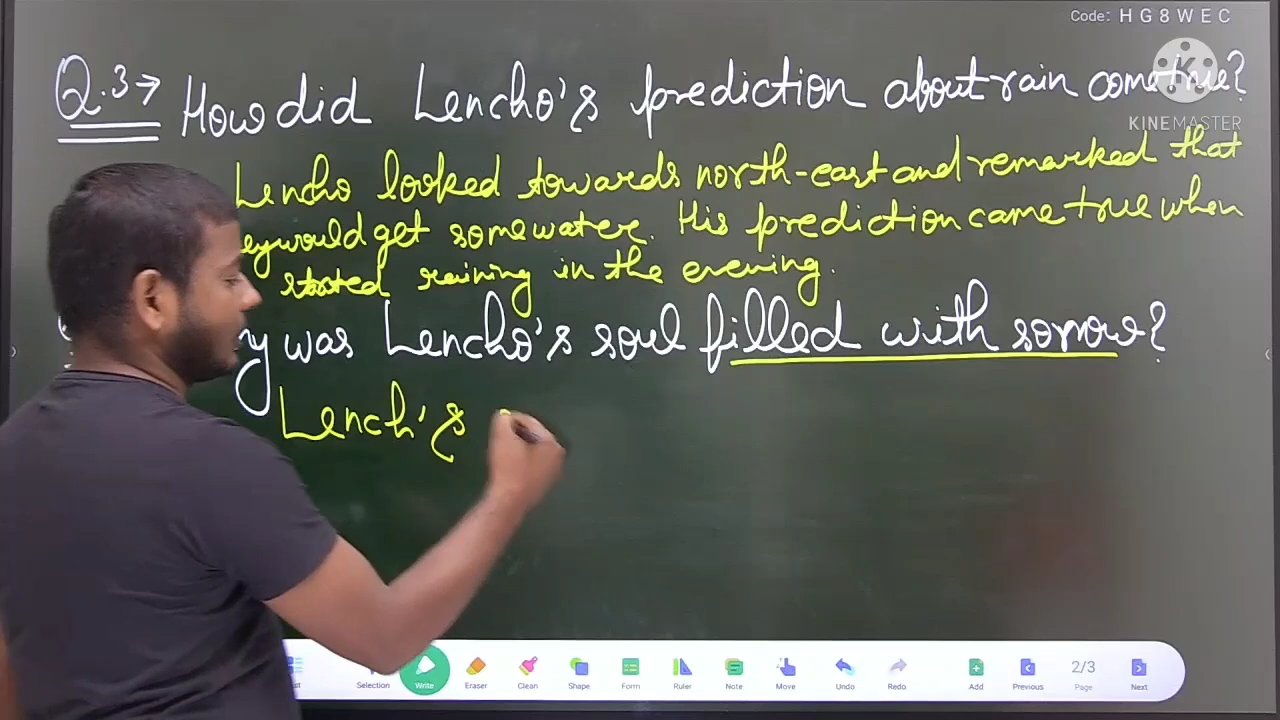 Code: HG8WEC
Q.3→ How did Lencho's prediction about rain come true?
KINEMASTER
Lencho looked towards north-east and remarked that
ey would get some water. His prediction came true when
started raining in the evening.
y was Lencho's soul filled with sorrow?
Lench's
Selection Write Eraser Clean Shape Form Ruler Note Move Undo Redo Add Previous 2/3 Page Next